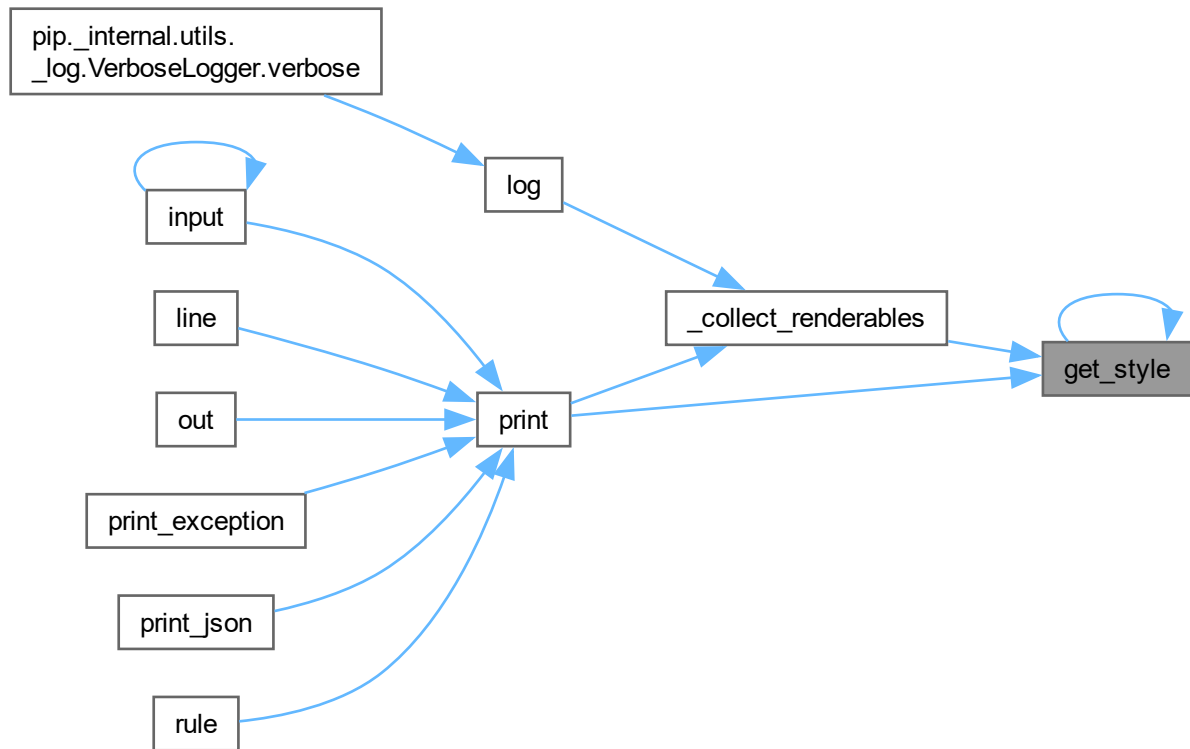 pip._internal.utils.
_log.VerboseLogger.verbose
log
input
line
_collect_renderables
get_style
out
print
print_exception
print_json
rule